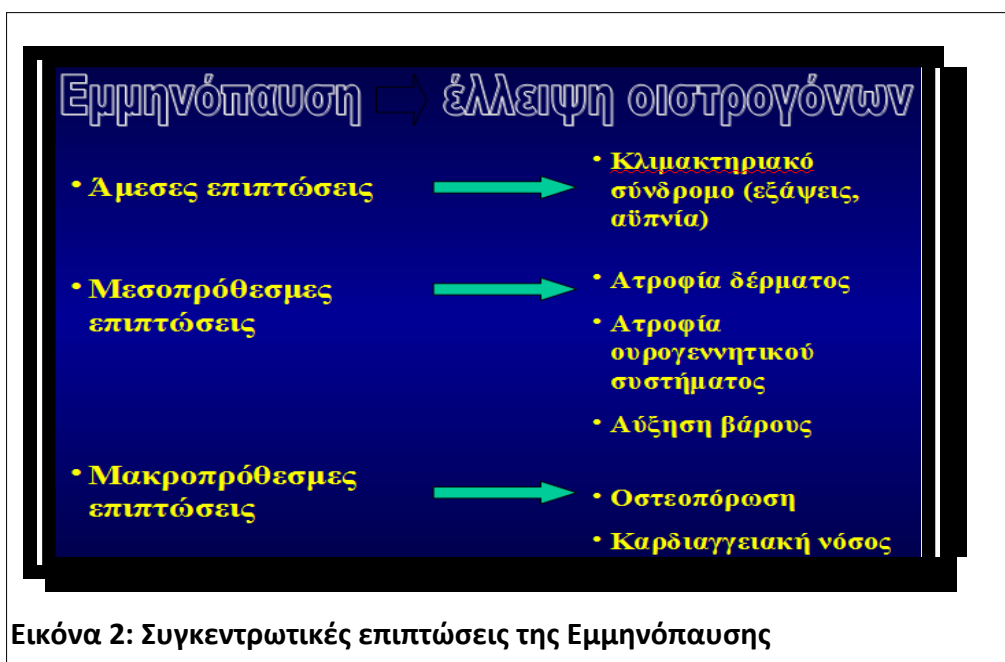 Εμμηνόπαυση έλλειψη οιστρογόνων
• Άμεσες επιπτώσεις
• Κλιμακτηριακό
σύνδρομο (εξάψεις,
αϋπνία)
• Μεσοπρόθεσμες
επιπτώσεις
• Ατροφία δέρματος
• Ατροφία
ουρογεννητικού
συστήματος
• Αύξηση βάρους
• Μακροπρόθεσμες
επιπτώσεις
• Οστεοπόρωση
• Καρδιαγγειακή νόσος
Εικόνα 2: Συγκεντρωτικές επιπτώσεις της Εμμηνόπαυσης